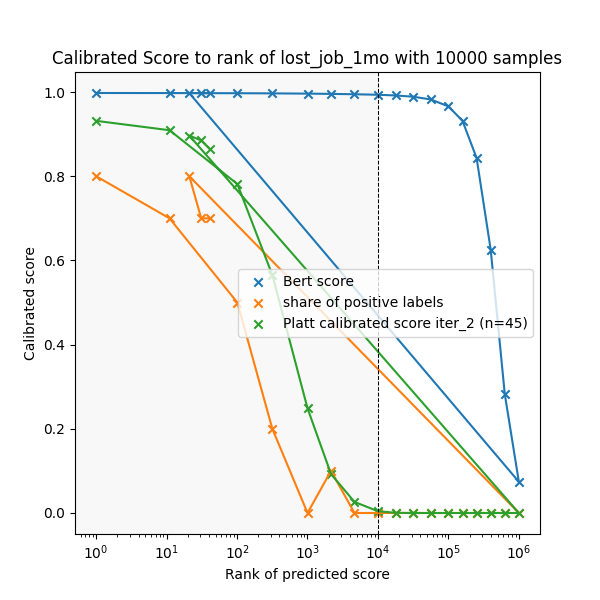 Calibrated Score to rank of lost_job_1mo with 10000 samples
1.0
0.8
0.6
0.4
0.2
0.0
Calibrated score
Bert score
share of positive labels
Platt calibrated score iter_2 (n=45)
10⁰ 10¹ 10² 10³ 10⁴ 10⁵ 10⁶
Rank of predicted score